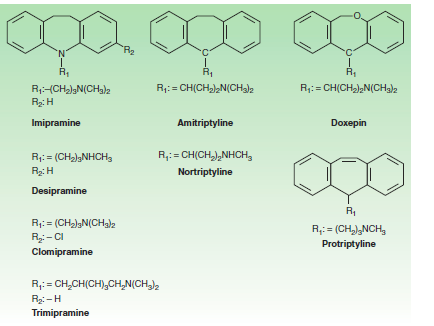 O
N
R₂
C
C
R₁
R₁
R₁
R₁:–(CH₂)₃N(CH₃)₂
R₂: H
Imipramine
R₁: = CH(CH₂)₂N(CH₃)₂
Amitriptyline
R₁: = CH(CH₂)₂N(CH₃)₂
Doxepin
R₁: = (CH₂)₃NHCH₃
R₂: H
Desipramine
R₁: = CH(CH₂)₂NHCH₃
Nortriptyline
R₁
R₁: = (CH₂)₃NCH₃
Protriptyline
R₁: = (CH₂)₃N(CH₃)₂
R₂: – Cl
Clomipramine
R₁: = CH₂CH(CH)₃CH₂N(CH₃)₂
R₂: – H
Trimipramine